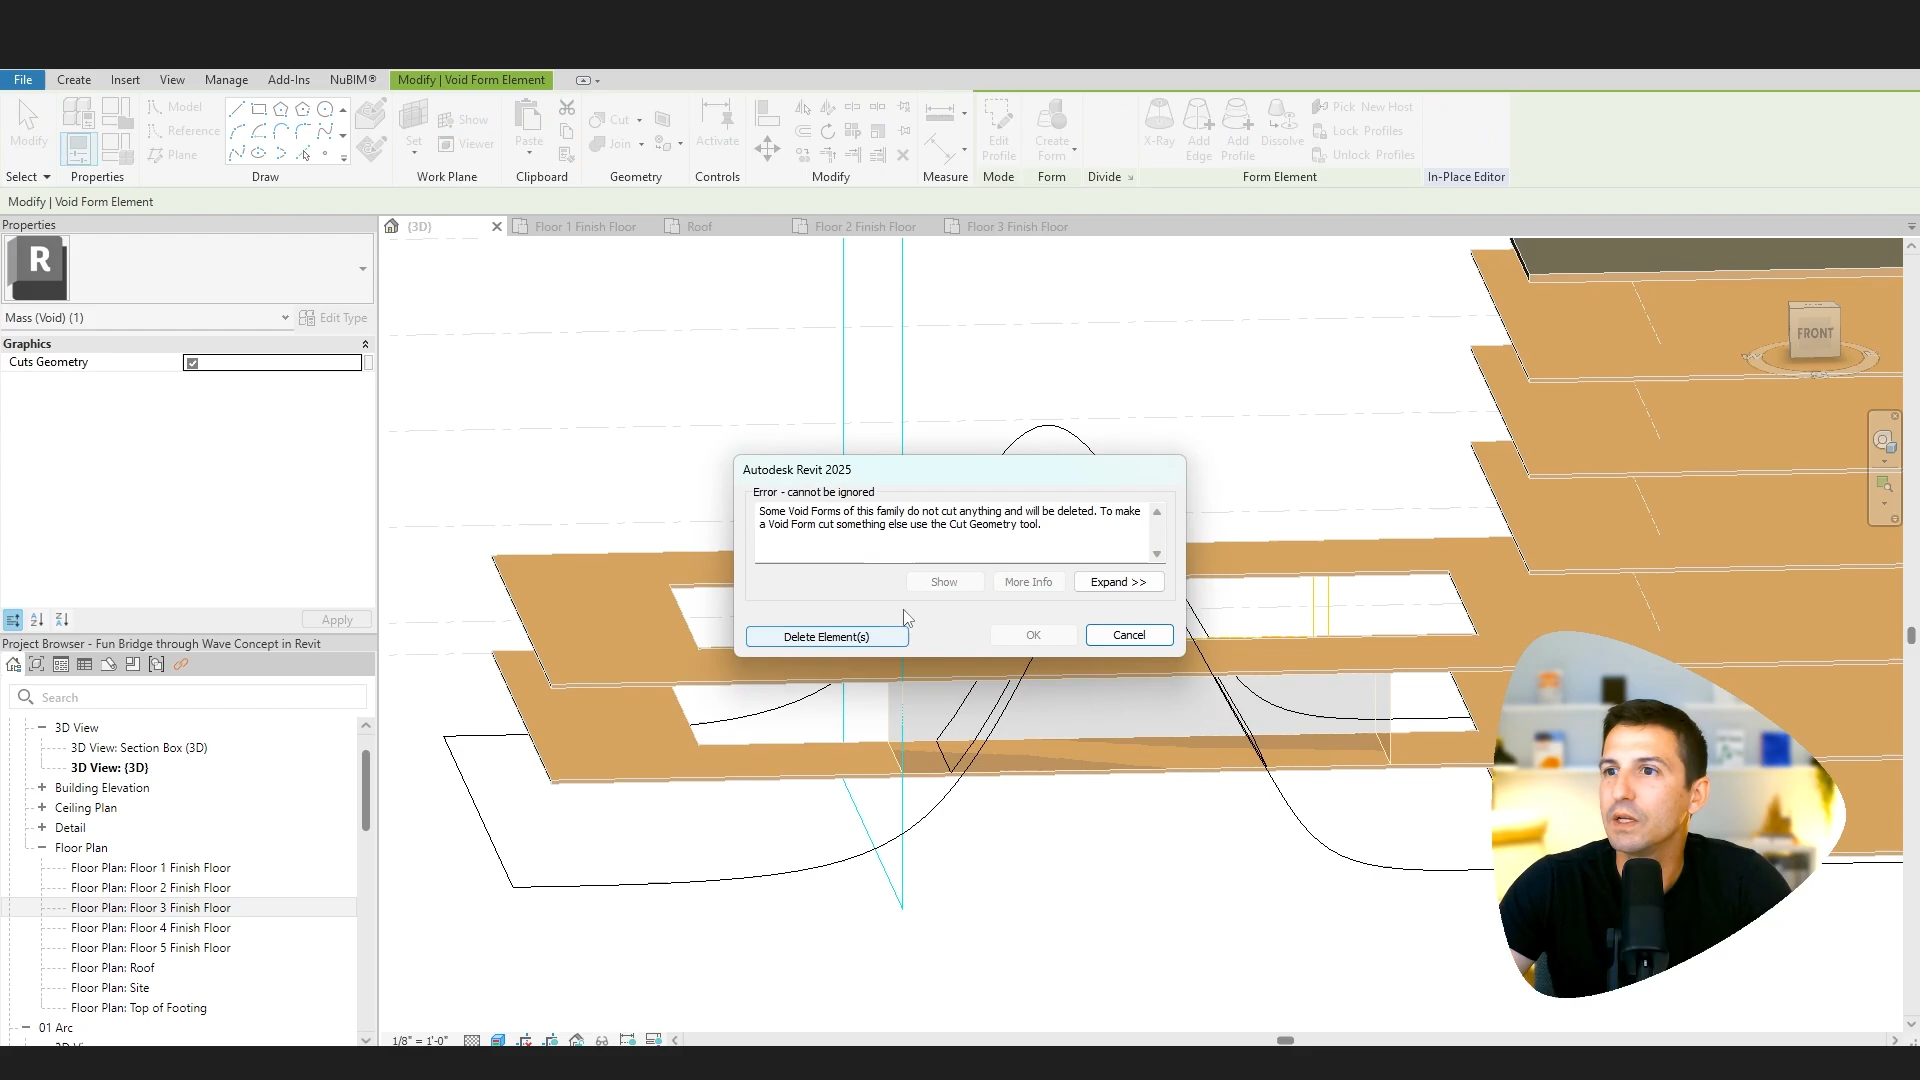 File Create Insert View Manage Add-Ins NuBIM® Modify | Void Form Element
Modify
Model
Reference
Plane
Set
Show
Viewer
Paste
Cut
Join
Activate
Edit Profile
Create Form
X-Ray
Add Edge
Add Profile
Dissolve
Pick New Host
Lock Profiles
Unlock Profiles
Select Properties Draw Work Plane Clipboard Geometry Controls Modify Measure Mode Form Divide Form Element In-Place Editor
Modify | Void Form Element
Properties
R
Mass (Void) (1)
Edit Type
Graphics
Cuts Geometry
Apply
Project Browser - Fun Bridge through Wave Concept in Revit
Search
3D View
3D View: Section Box (3D)
3D View: {3D}
Building Elevation
Ceiling Plan
Detail
Floor Plan
Floor Plan: Floor 1 Finish Floor
Floor Plan: Floor 2 Finish Floor
Floor Plan: Floor 3 Finish Floor
Floor Plan: Floor 4 Finish Floor
Floor Plan: Floor 5 Finish Floor
Floor Plan: Roof
Floor Plan: Site
Floor Plan: Top of Footing
01 Arc
{3D} Floor 1 Finish Floor Roof Floor 2 Finish Floor Floor 3 Finish Floor
FRONT
Autodesk Revit 2025
Error - cannot be ignored
Some Void Forms of this family do not cut anything and will be deleted. To make
a Void Form cut something else use the Cut Geometry tool.
Show More Info Expand >>
Delete Element(s) OK Cancel
1/8" = 1'-0"